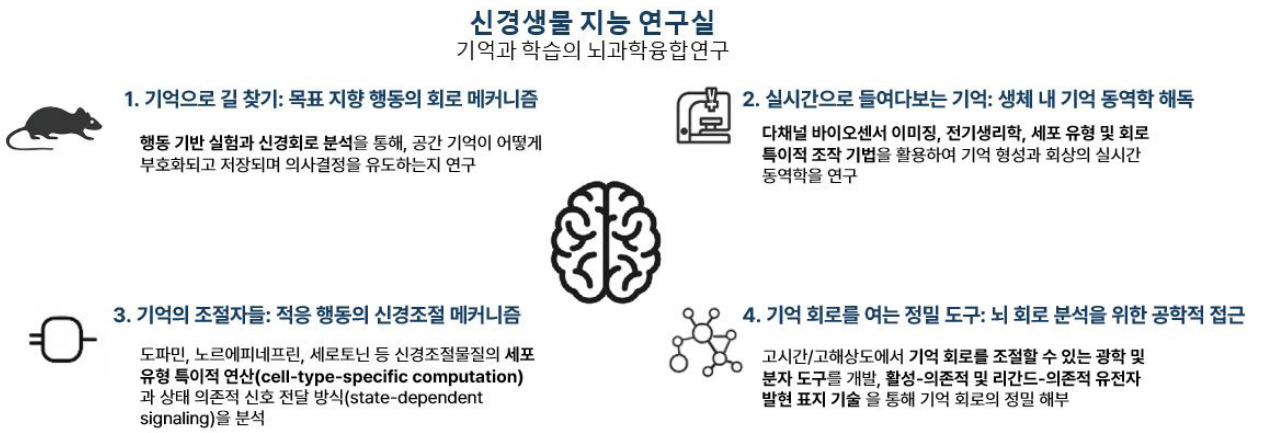 신경생물 지능 연구실
기억과 학습의 뇌과학융합연구
1. 기억으로 길 찾기: 목표 지향 행동의 회로 메커니즘
행동 기반 실험과 신경회로 분석을 통해, 공간 기억이 어떻게
부호화되고 저장되며 의사결정을 유도하는지 연구
2. 실시간으로 들여다보는 기억: 생체 내 기억 동역학 해독
다채널 바이오센서 이미징, 전기생리학, 세포 유형 및 회로
특이적 조작 기법을 활용하여 기억 형성과 회상의 실시간
동역학을 연구
3. 기억의 조절자들: 적응 행동의 신경조절 메커니즘
도파민, 노르에피네프린, 세로토닌 등 신경조절물질의 세포
유형 특이적 연산(cell-type-specific computation)
과 상태 의존적 신호 전달 방식(state-dependent
signaling)을 분석
4. 기억 회로를 여는 정밀 도구: 뇌 회로 분석을 위한 공학적 접근
고시간/고해상도에서 기억 회로를 조절할 수 있는 광학 및
분자 도구를 개발, 활성-의존적 및 리간드-의존적 유전자
발현 표지 기술 을 통해 기억 회로의 정밀 해부